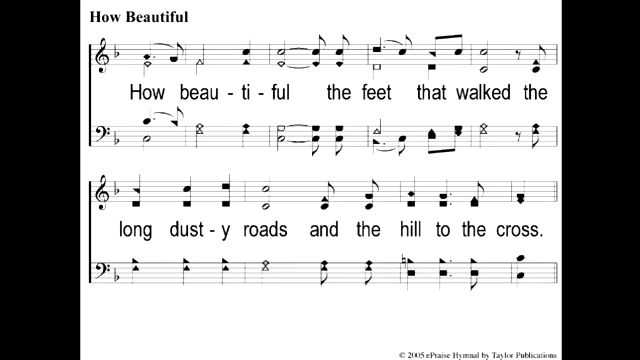 How Beautiful
How beau - ti - ful the feet that walked the
long dust - y roads and the hill to the cross.
© 2005 ePraise Hymnal by Taylor Publications